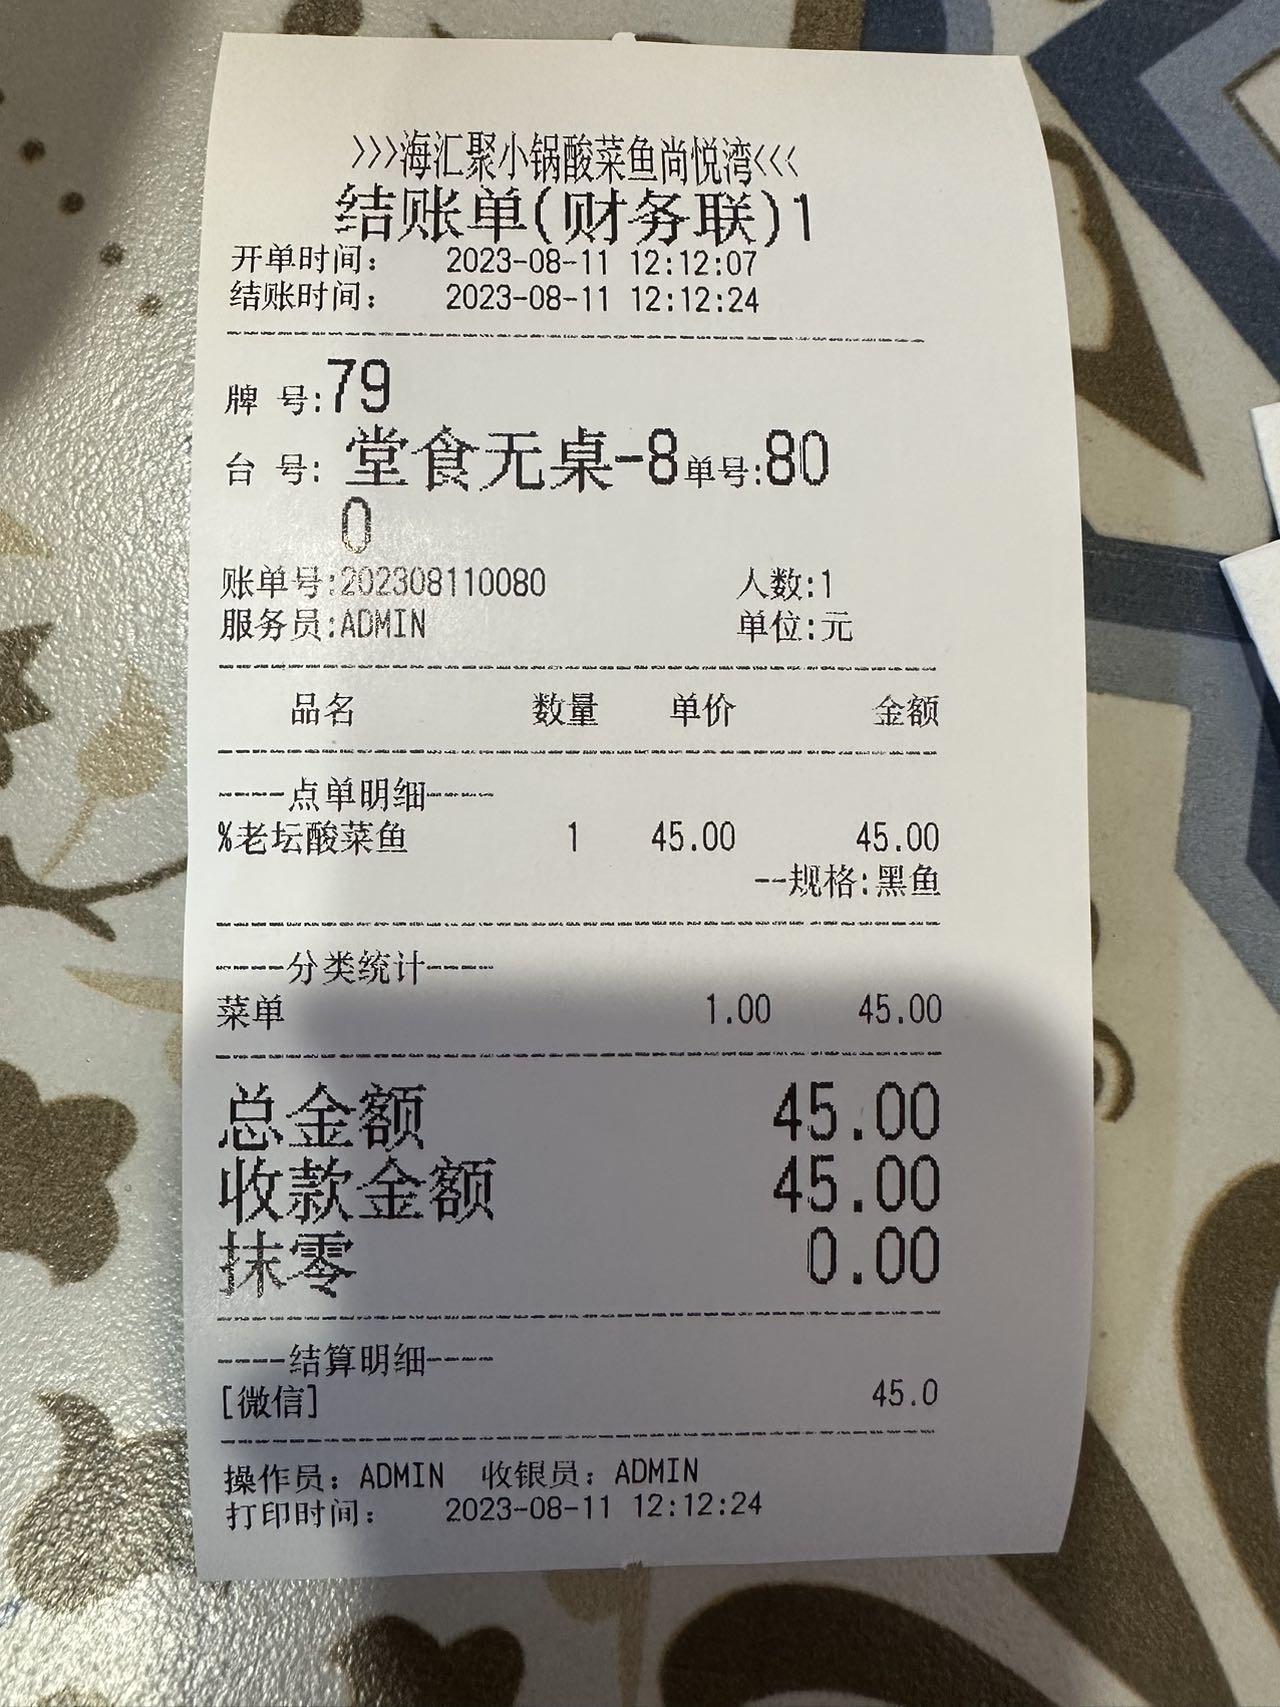 >>>海汇聚小锅酸菜鱼尚悦湾<<<
结账单(财务联)1
开单时间: 2023-08-11 12:12:07
结账时间: 2023-08-11 12:12:24
牌 号:79
台 号: 堂食无桌-8单号:80
0
账单号:202308110080 人数:1
服务员:ADMIN 单位:元
品名 数量 单价 金额
----点单明细----
%老坛酸菜鱼 1 45.00 45.00
--规格:黑鱼
----分类统计----
菜单 1.00 45.00
总金额 45.00
收款金额 45.00
抹零 0.00
----结算明细----
[微信] 45.0
操作员: ADMIN 收银员: ADMIN
打印时间: 2023-08-11 12:12:24